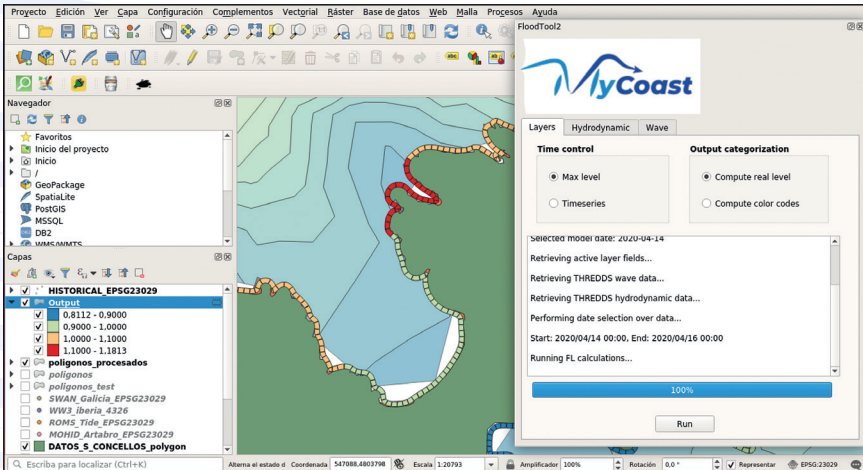 Proyecto Edición Ver Capa Configuración Complementos Vectorial Ráster Base de datos Web Malla Procesos Ayuda
Navegador
Favoritos
Inicio del proyecto
Inicio
/
GeoPackage
SpatiaLite
PostGIS
MSSQL
DB2
WMS/WMTS
Capas
HISTORICAL_EPSG23029
Output
0,8112 - 0,9000
0,9000 - 1,0000
1,0000 - 1,1000
1,1000 - 1,1813
poligonos_procesados
poligonos
poligonos_test
SWAN_Galicia_EPSG23029
WW3_iberia_4326
ROMS_Tide_EPSG23029
MOHID_Artabro_EPSG23029
DATOS_S_CONCELLOS_polygon
abc
FloodTool2
MyCoast
Layers Hydrodynamic Wave
Time control
Max level
Timeseries
Output categorization
Compute real level
Compute color codes
Selected model date: 2020-04-14
Retrieving active layer fields...
Retrieving THREDDS wave data...
Retrieving THREDDS hydrodynamic data...
Performing date selection over data...
Start: 2020/04/14 00:00, End: 2020/04/16 00:00
Running FL calculations...
100%
Run
Escriba para localizar (Ctrl+K) Alterna el estado d Coordenada 547088,4803798 Escala 1:20793 Amplificador 100% Rotación 0,0 ° Representar EPSG:23029